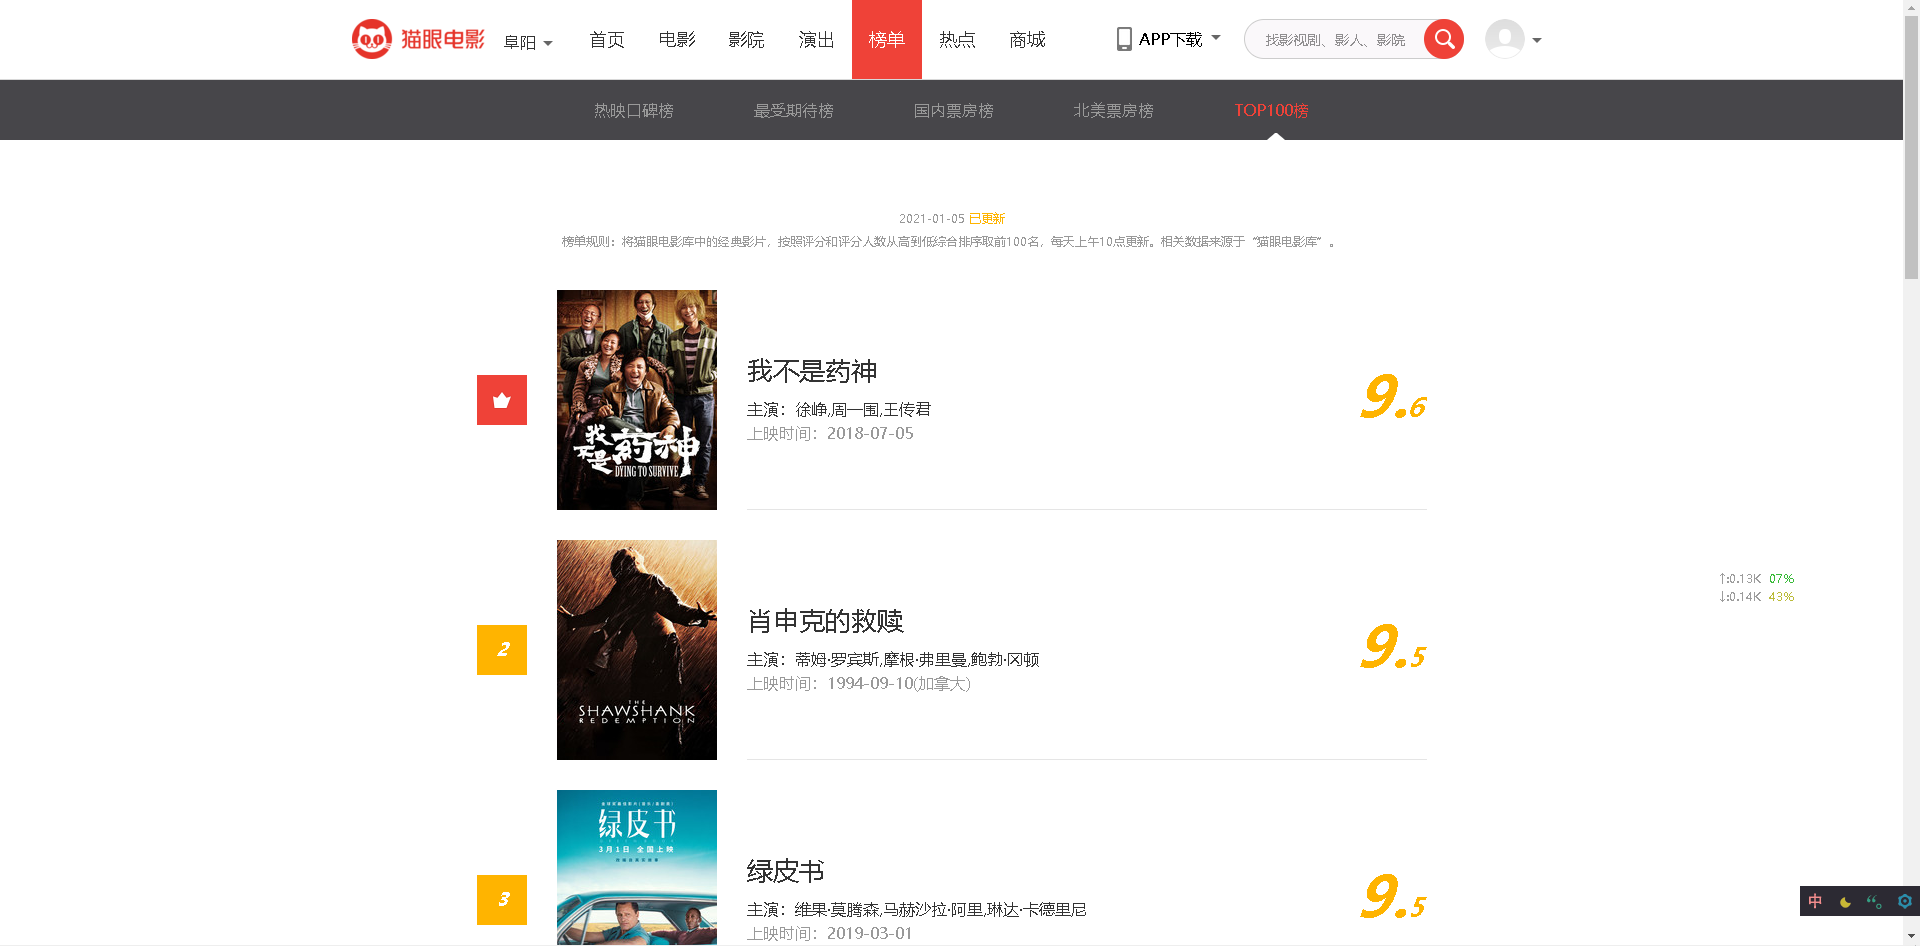 猫眼电影 阜阳 首页 电影 影院 演出 榜单 热点 商城 APP下载 找影视剧、影人、影院
热映口碑榜 最受期待榜 国内票房榜 北美票房榜 TOP100榜
2021-01-05 已更新
榜单规则：将猫眼电影库中的经典影片，按照评分和评分人数从高到低综合排序取前100名，每天上午10点更新。相关数据来源于“猫眼电影库”。
我不是药神
DYING TO SURVIVE
我不是药神
主演：徐峥,周一围,王传君
上映时间：2018-07-05
9.6
2
THE
SHAWSHANK
REDEMPTION
肖申克的救赎
主演：蒂姆·罗宾斯,摩根·弗里曼,鲍勃·冈顿
上映时间：1994-09-10(加拿大)
9.5
↑:0.13K 07%
↓:0.14K 43%
3
绿皮书
3月1日 全国上映
绿皮书
主演：维果·莫腾森,马赫沙拉·阿里,琳达·卡德里尼
上映时间：2019-03-01
9.5
中